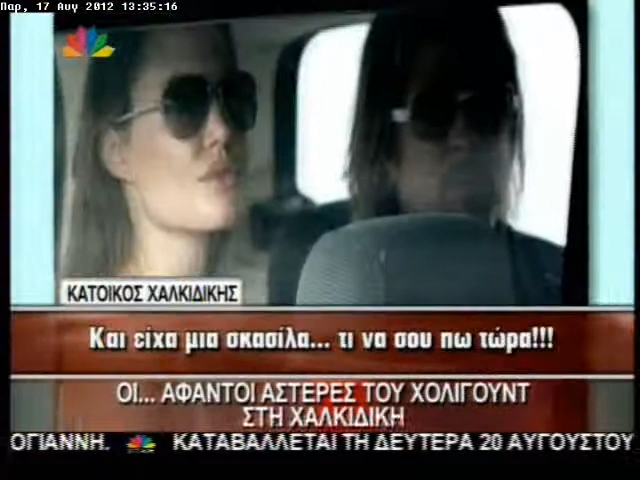 Παρ, 17 Αυγ 2012 13:35:16
ΚΑΤΟΙΚΟΣ ΧΑΛΚΙΔΙΚΗΣ
Και είχα μια σκασίλα... τι να σου πω τώρα!!!
ΟΙ... ΑΦΑΝΤΟΙ ΑΣΤΕΡΕΣ ΤΟΥ ΧΟΛΙΓΟΥΝΤ
ΣΤΗ ΧΑΛΚΙΔΙΚΗ
ΟΓΙΑΝΝΗ. ΚΑΤΑΒΑΛΛΕΤΑΙ ΤΗ ΔΕΥΤΕΡΑ 20 ΑΥΓΟΥΣΤΟΥ